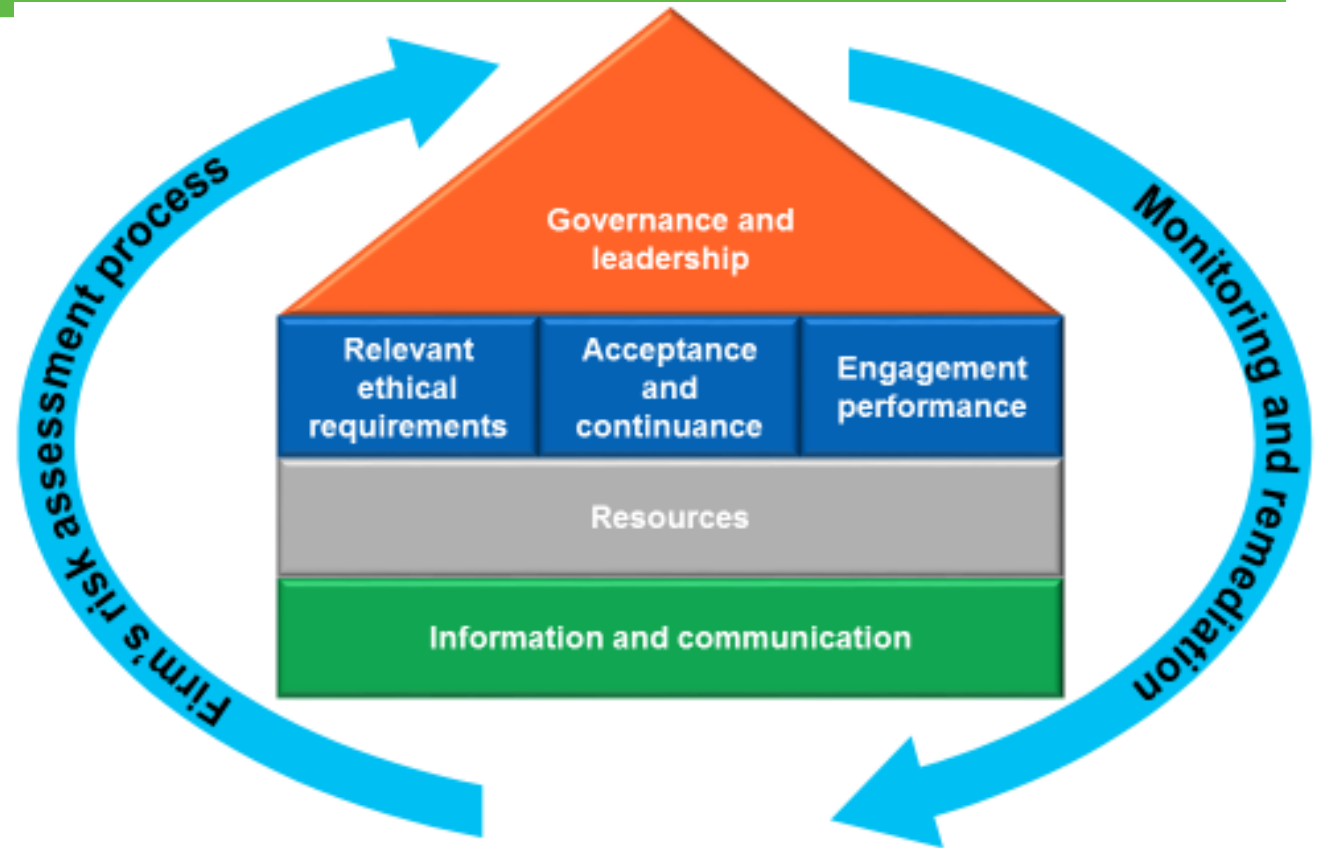 Governance and
leadership
Relevant
ethical
requirements
Acceptance
and
continuance
Engagement
performance
Resources
Information and communication
Firm's risk assessment process
Monitoring and remediation